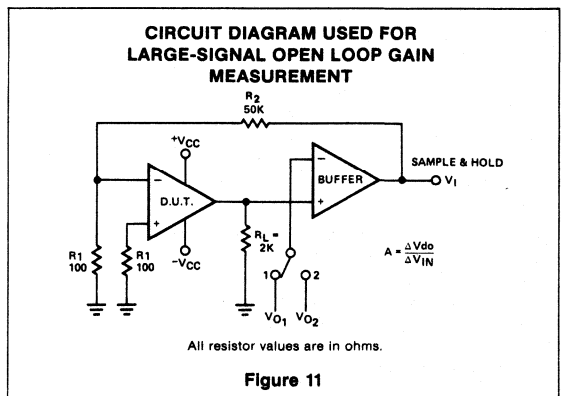 CIRCUIT DIAGRAM USED FOR
LARGE-SIGNAL OPEN LOOP GAIN
MEASUREMENT
R2
50K
+VCC
SAMPLE & HOLD
−
D.U.T.
+
−
BUFFER
+
VI
R1
100
R1
100
−VCC
RL =
2K
1
2
A = ΔVdo
ΔVIN
VO1
VO2
All resistor values are in ohms.
Figure 11